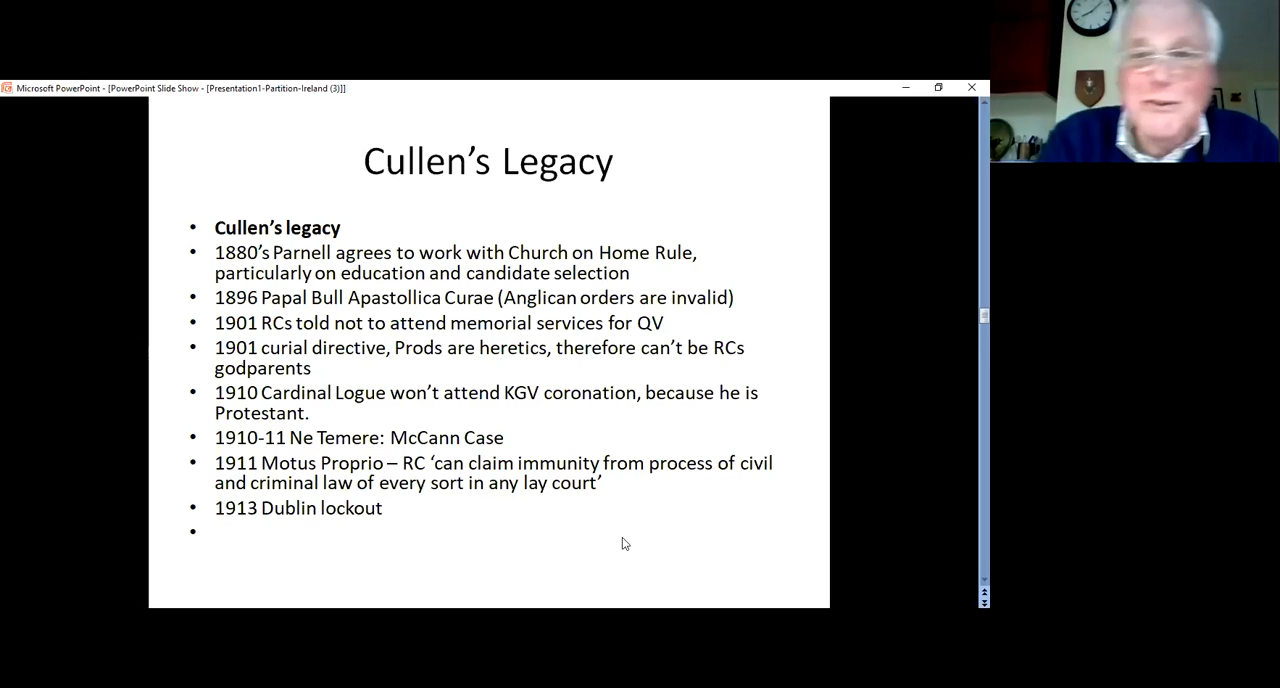 Microsoft PowerPoint - [PowerPoint Slide Show - [Presentation1-Partition-Ireland (3)]]
Cullen’s Legacy
• Cullen’s legacy
• 1880’s Parnell agrees to work with Church on Home Rule,
particularly on education and candidate selection
• 1896 Papal Bull Apastollica Curae (Anglican orders are invalid)
• 1901 RCs told not to attend memorial services for QV
• 1901 curial directive, Prods are heretics, therefore can’t be RCs
godparents
• 1910 Cardinal Logue won’t attend KGV coronation, because he is
Protestant.
• 1910-11 Ne Temere: McCann Case
• 1911 Motus Proprio – RC ‘can claim immunity from process of civil
and criminal law of every sort in any lay court’
• 1913 Dublin lockout
•